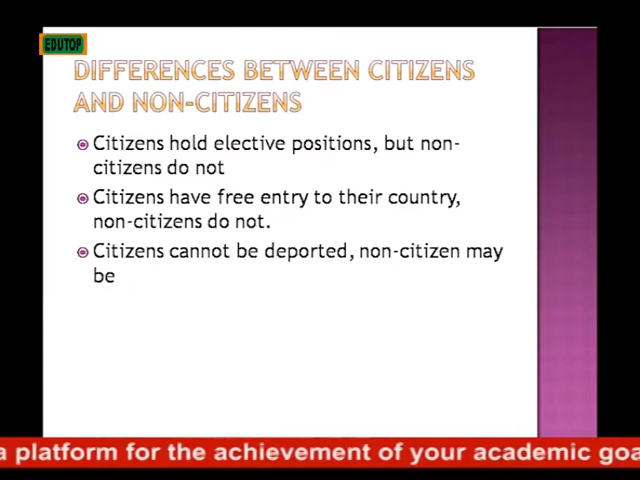 EDUTOP
DIFFERENCES BETWEEN CITIZENS
AND NON-CITIZENS
Citizens hold elective positions, but non-
citizens do not
Citizens have free entry to their country,
non-citizens do not.
Citizens cannot be deported, non-citizen may
be
a platform for the achievement of your academic goa